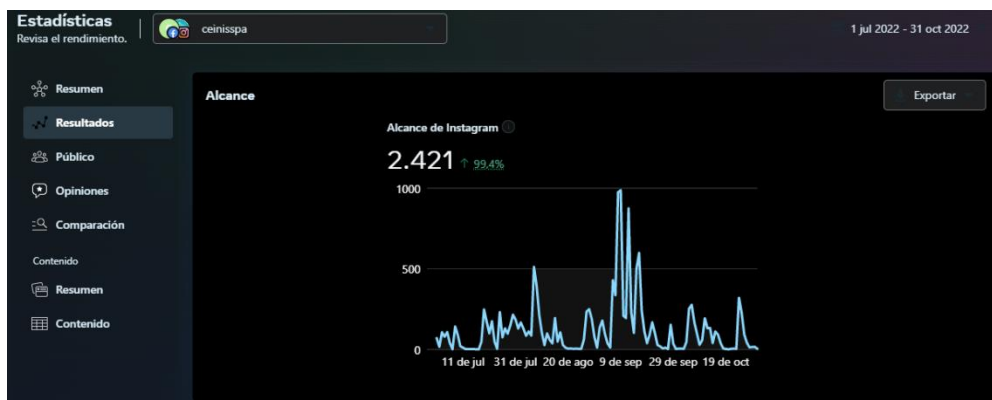 Estadísticas
Revisa el rendimiento.
ceinisspa
1 jul 2022 - 31 oct 2022
Resumen
Resultados
Público
Opiniones
Comparación
Contenido
Resumen
Contenido
Alcance
Exportar
Alcance de Instagram
2.421 ↑ 99.4%
1000
500
0
11 de jul 31 de jul 20 de ago 9 de sep 29 de sep 19 de oct